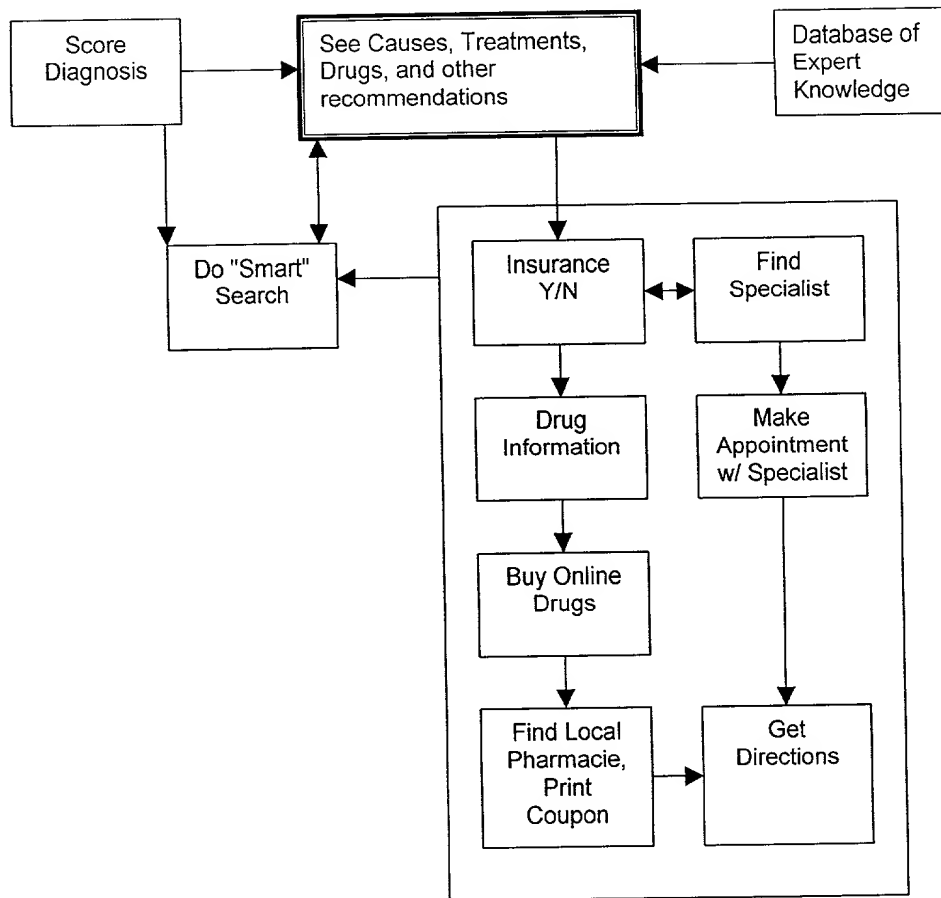 Score
Diagnosis
See Causes, Treatments,
Drugs, and other
recommendations
Database of
Expert
Knowledge
Do "Smart"
Search
Insurance
Y/N
Find
Specialist
Drug
Information
Make
Appointment
w/ Specialist
Buy Online
Drugs
Find Local
Pharmacie,
Print
Coupon
Get
Directions